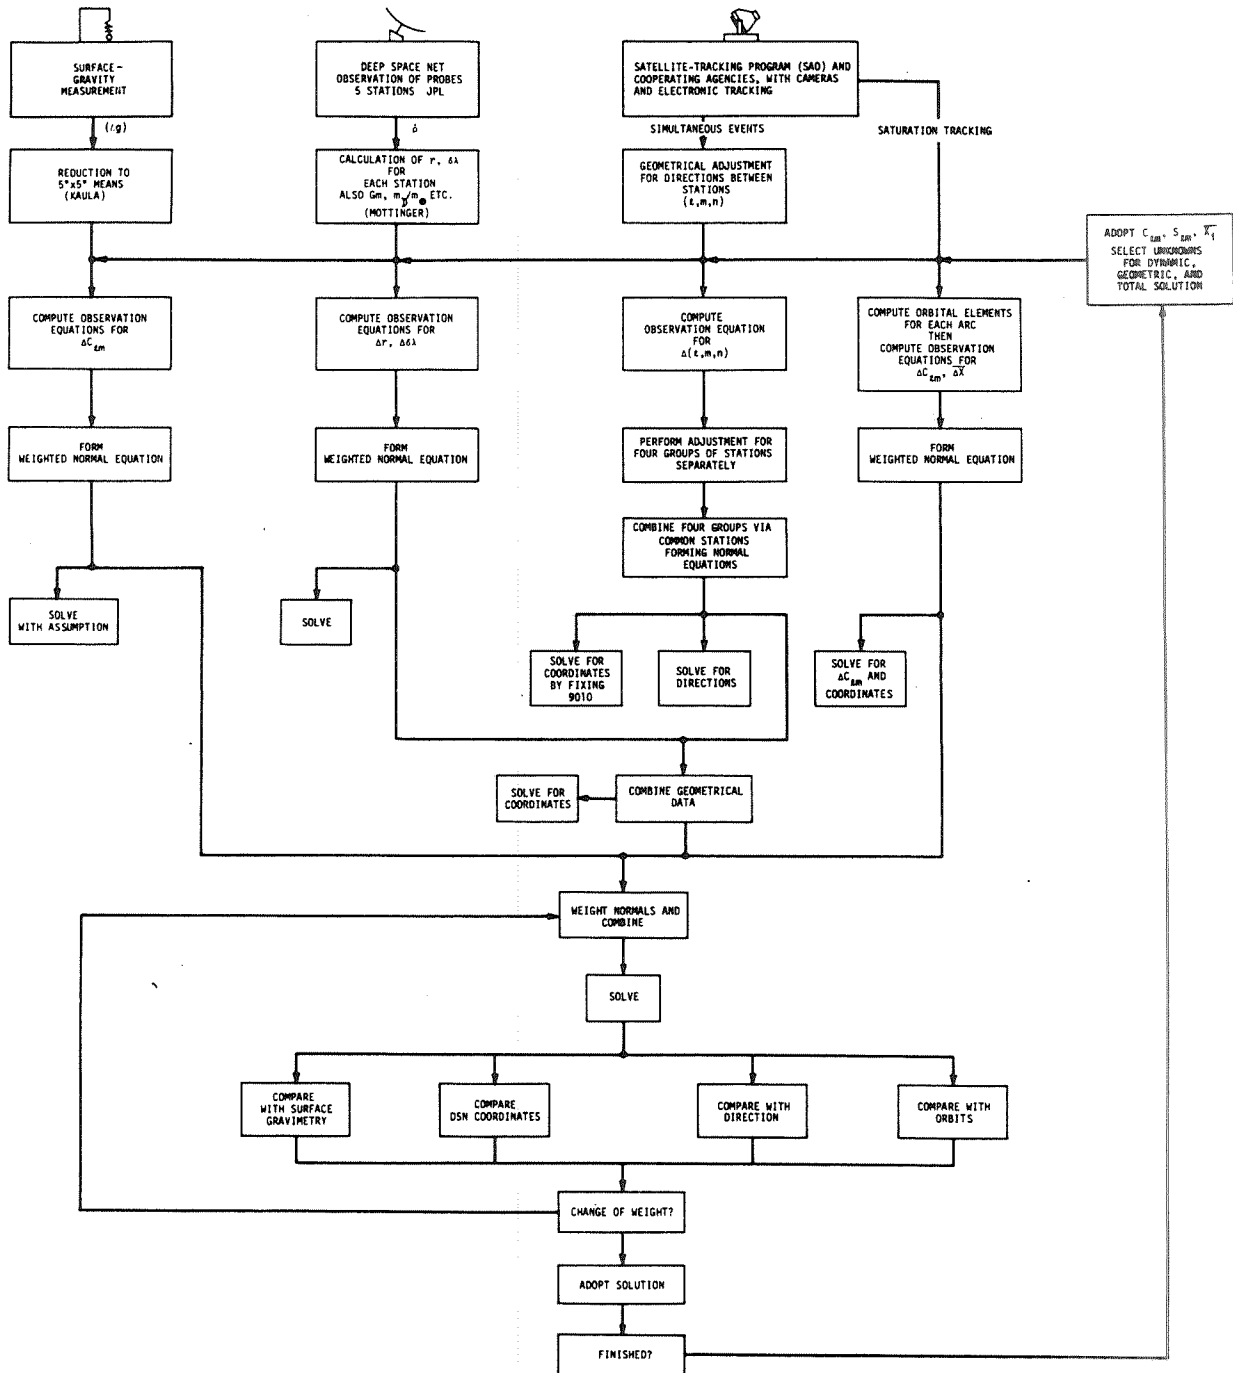 SURFACE-
GRAVITY
MEASUREMENT
DEEP SPACE NET
OBSERVATION OF PROBES
5 STATIONS JPL
SATELLITE-TRACKING PROGRAM (SAO) AND
COOPERATING AGENCIES, WITH CAMERAS
AND ELECTRONIC TRACKING
SIMULTANEOUS EVENTS
SATURATION TRACKING
REDUCTION TO
5°x5° MEANS
(KAULA)
CALCULATION OF r, Δλ
FOR
EACH STATION
ALSO Gm, ETC.
(MOTTINGER)
GEOMETRICAL ADJUSTMENT
FOR DIRECTIONS BETWEEN
STATIONS
(ℓ,m,n)
ADOPT Cℓm, Sℓm, X̄i
SELECT UNKNOWNS
FOR DYNAMIC,
GEOMETRIC, AND
TOTAL SOLUTION
COMPUTE OBSERVATION
EQUATIONS FOR
ΔCℓm
COMPUTE OBSERVATION
EQUATIONS FOR
Δr, Δδλ
COMPUTE
OBSERVATION EQUATION
FOR
Δ(ℓ,m,n)
COMPUTE ORBITAL ELEMENTS
FOR EACH ARC
THEN
COMPUTE OBSERVATION
EQUATIONS FOR
ΔCℓm, ΔX̄
FORM
WEIGHTED NORMAL EQUATION
FORM
WEIGHTED NORMAL EQUATION
PERFORM ADJUSTMENT FOR
FOUR GROUPS OF STATIONS
SEPARATELY
FORM
WEIGHTED NORMAL EQUATION
COMBINE FOUR GROUPS VIA
COMMON STATIONS
FORMING NORMAL
EQUATIONS
SOLVE
WITH ASSUMPTION
SOLVE
SOLVE FOR
COORDINATES
BY FIXING
9010
SOLVE FOR
DIRECTIONS
SOLVE FOR
ΔCℓm AND
COORDINATES
SOLVE FOR
COORDINATES
COMBINE GEOMETRICAL
DATA
WEIGHT NORMALS AND
COMBINE
SOLVE
COMPARE
WITH SURFACE
GRAVIMETRY
COMPARE
DSN COORDINATES
COMPARE WITH
DIRECTION
COMPARE WITH
ORBITS
CHANGE OF WEIGHT?
ADOPT SOLUTION
FINISHED?